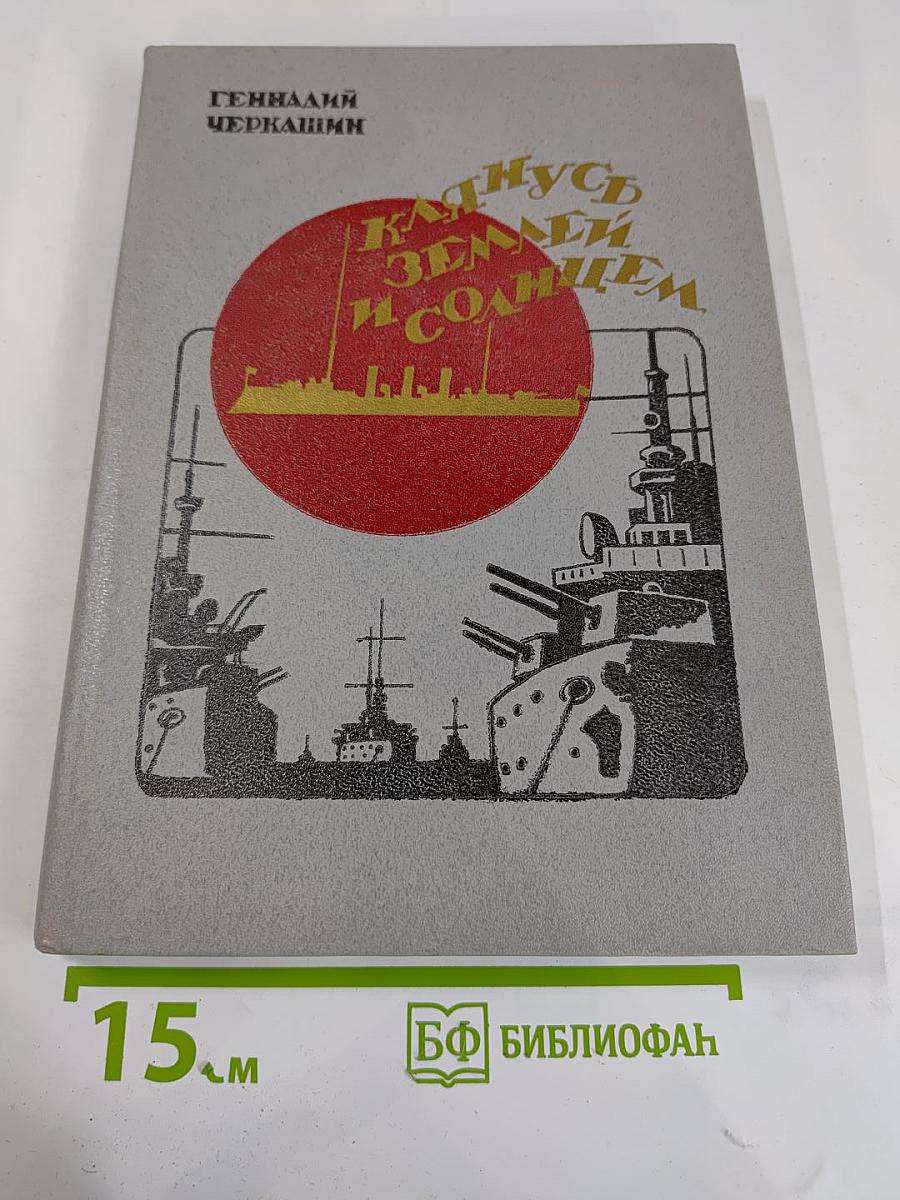 ГЕННАДИЙ
ЧЕРКАШИН
КЛЯНУСЬ
ЗЕМЛЕЙ
И СОЛНЦЕМ
15 см
БФ БИБЛИОФАН